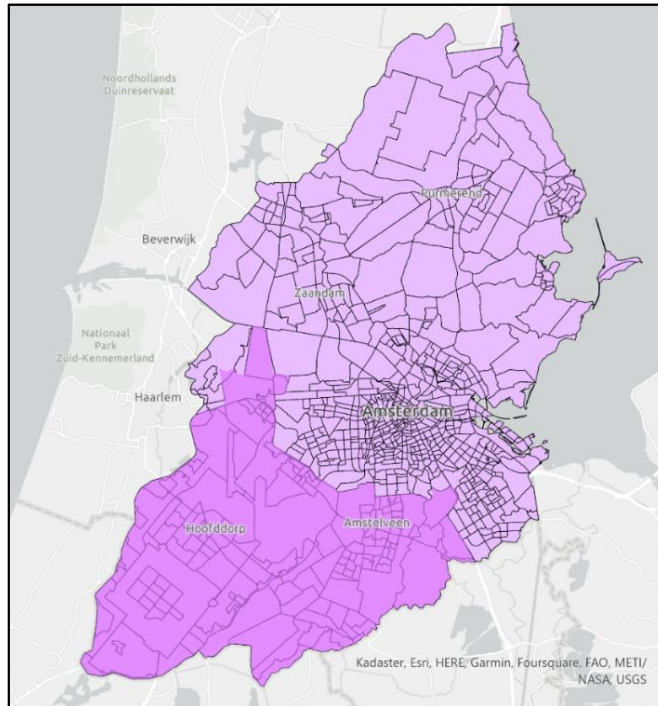 Noordhollands
Duinreservaat
Purmerend
Beverwijk
Zaandam
Nationaal
Park
Zuid-Kennemerland
Haarlem
Amsterdam
Hoofddorp
Amstelveen
Kadaster, Esri, HERE, Garmin, Foursquare, FAO, METI/
NASA, USGS